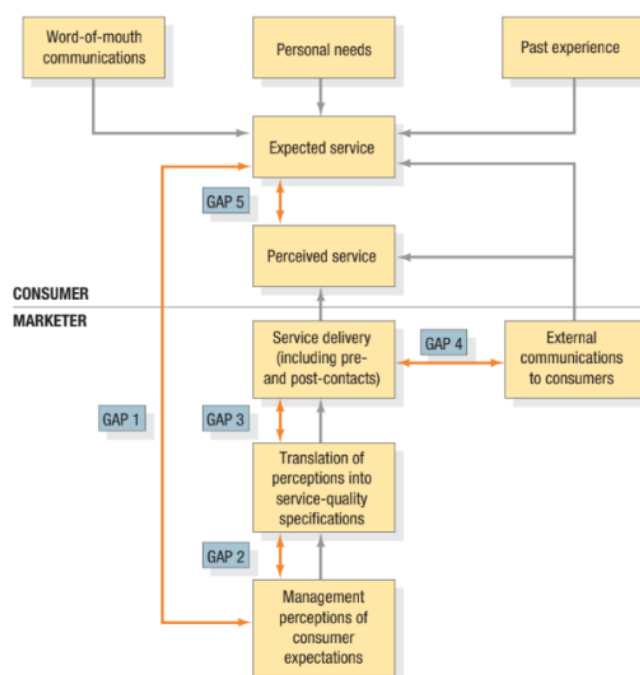 Word-of-mouth
communications
Personal needs
Past experience
Expected service
GAP 5
Perceived service
CONSUMER
MARKETER
Service delivery
(including pre-
and post-contacts)
GAP 4
External
communications
to consumers
GAP 1
GAP 3
Translation of
perceptions into
service-quality
specifications
GAP 2
Management
perceptions of
consumer
expectations